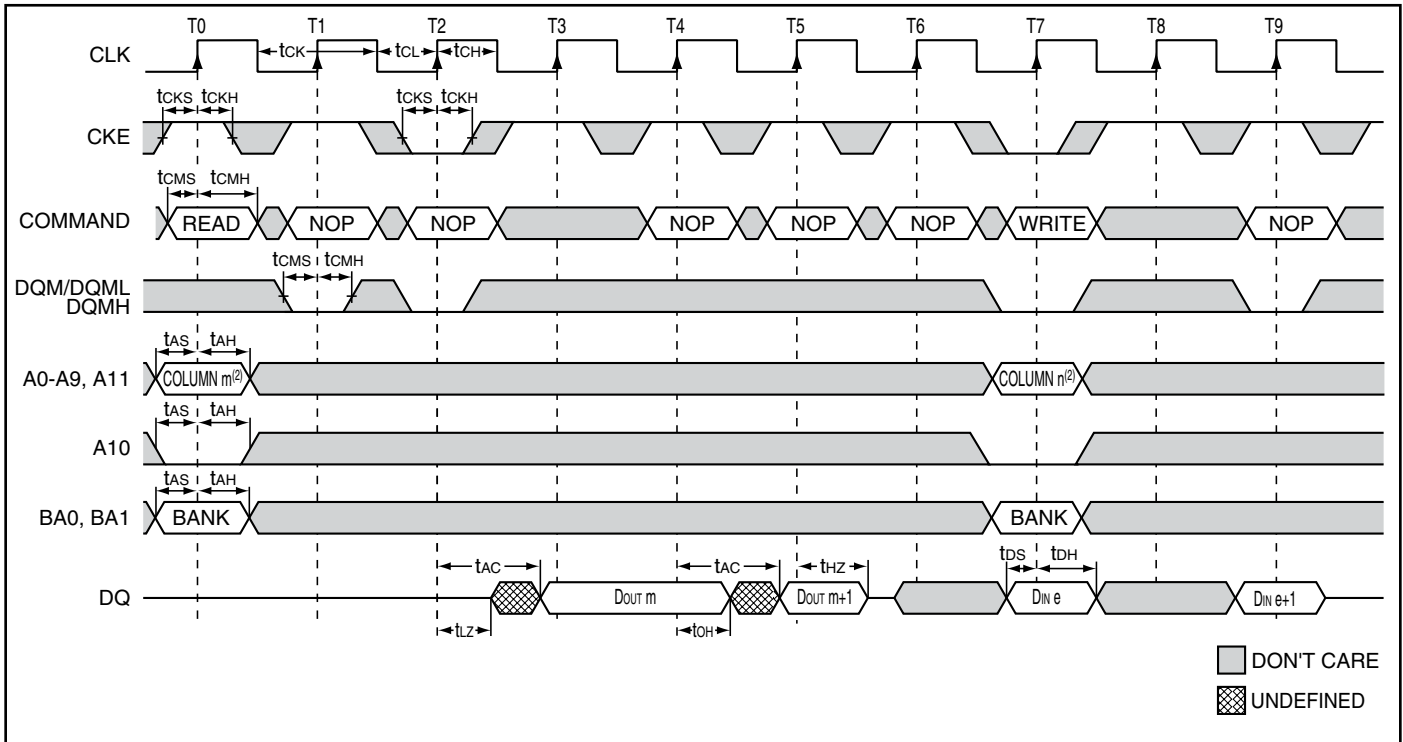 T0 T1 T2 T3 T4 T5 T6 T7 T8 T9
CLK
tCK tCL tCH
tCKS tCKH tCKS tCKH
CKE
tCMS tCMH
COMMAND READ NOP NOP NOP NOP NOP WRITE NOP
tCMS tCMH
DQM/DQML
DQMH
tAS tAH
A0-A9, A11 COLUMN m(2) COLUMN n(2)
tAS tAH
A10
tAS tAH
BA0, BA1 BANK BANK
tAC tAC tHZ tDS tDH
DQ DOUT m DOUT m+1 DIN e DIN e+1
tLZ tOH
DON'T CARE
UNDEFINED